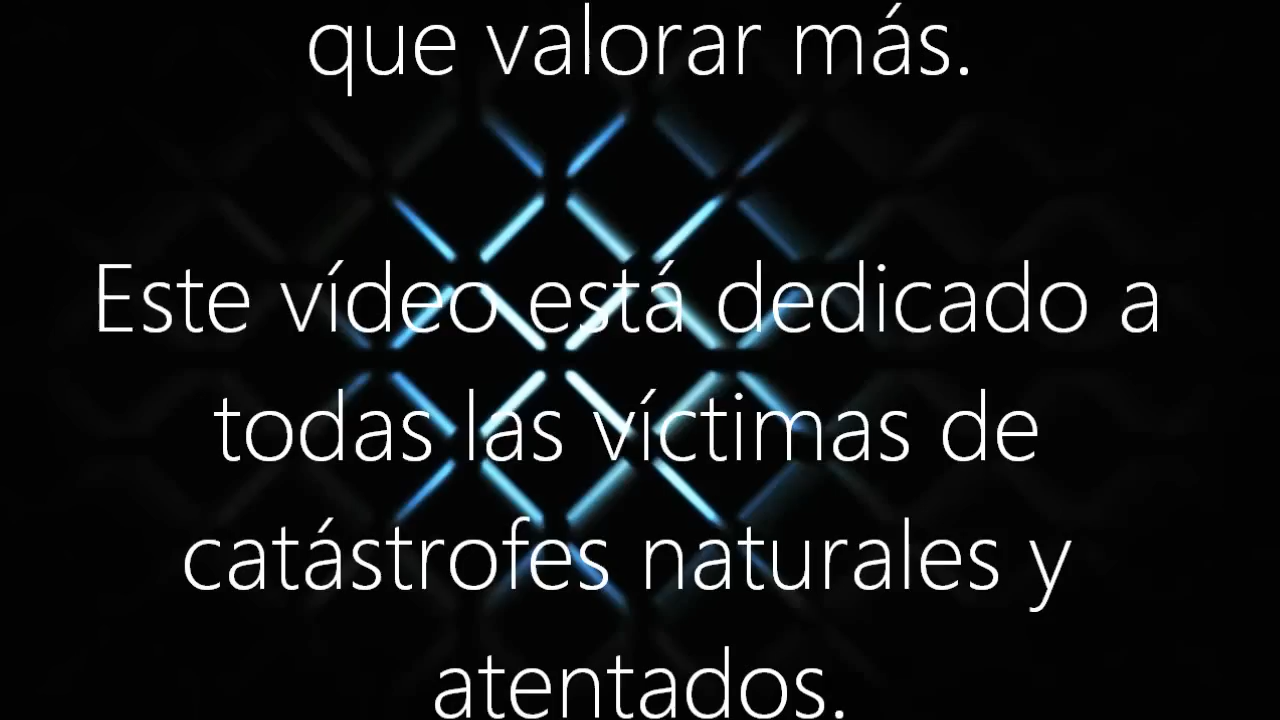 que valorar más.
Este vídeo está dedicado a
todas las víctimas de
catástrofes naturales y
atentados.